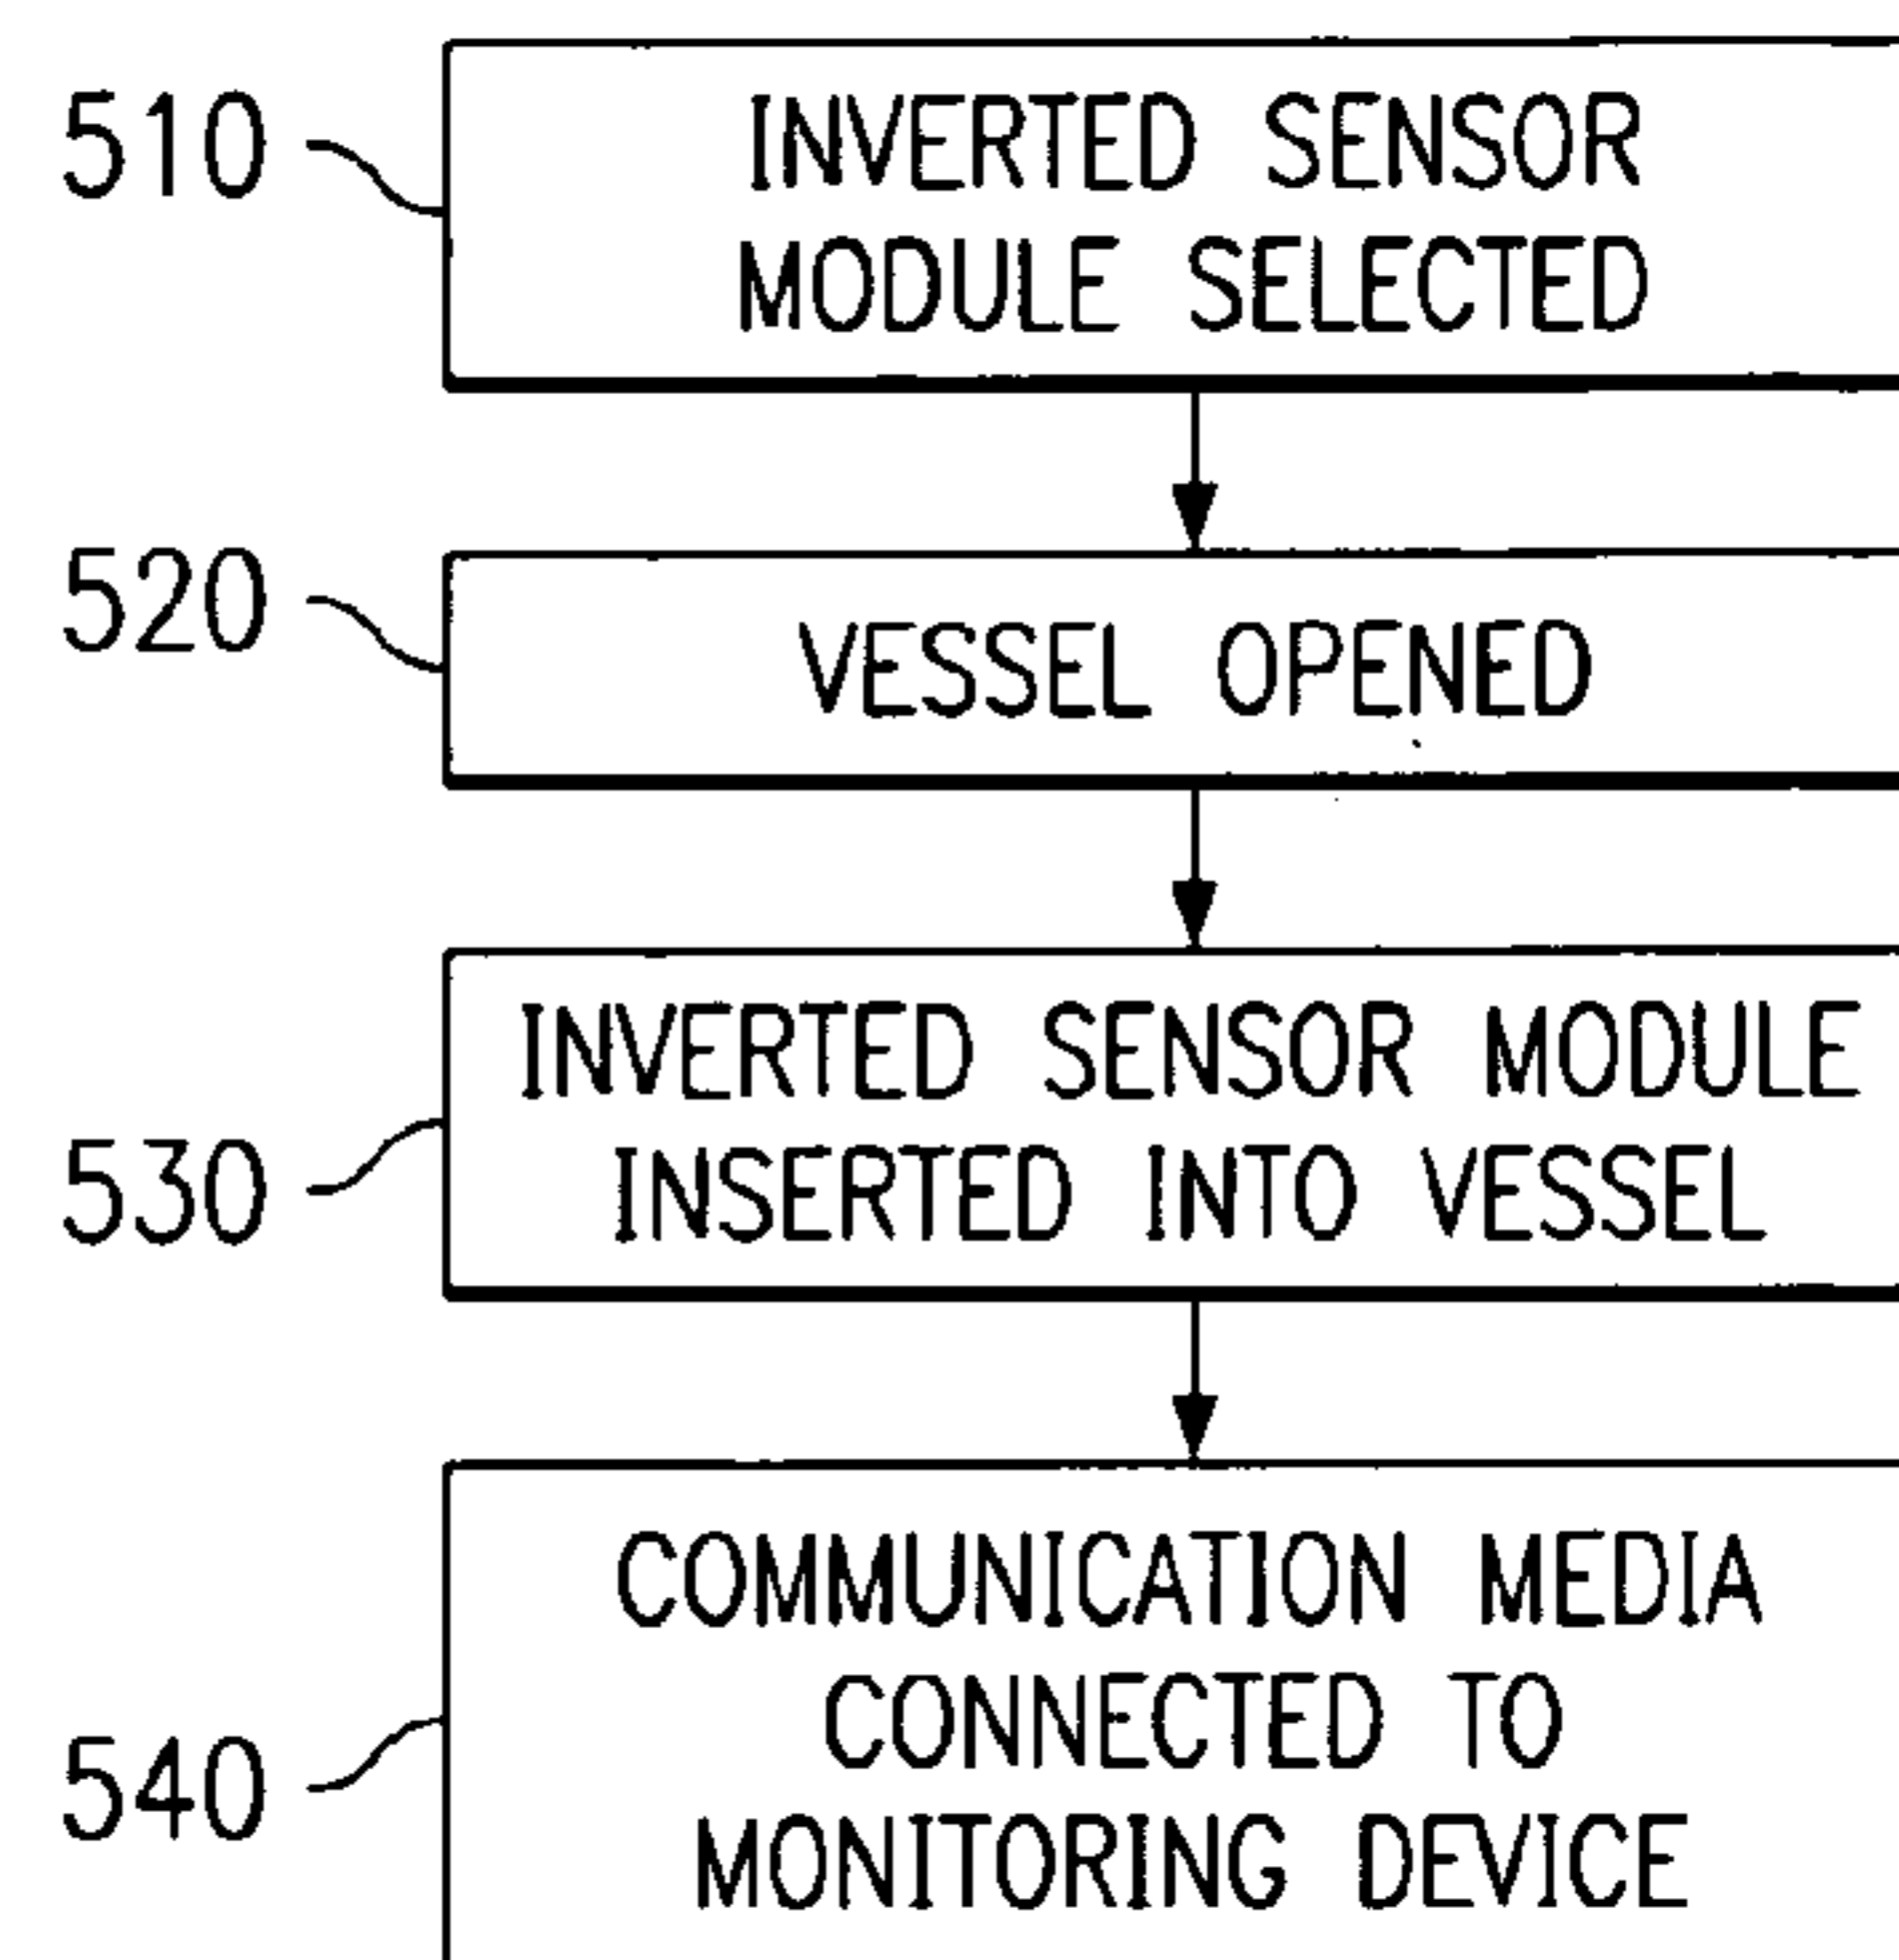 510
INVERTED SENSOR
MODULE SELECTED
520
VESSEL OPENED
530
INVERTED SENSOR MODULE
INSERTED INTO VESSEL
540
COMMUNICATION MEDIA
CONNECTED TO
MONITORING DEVICE